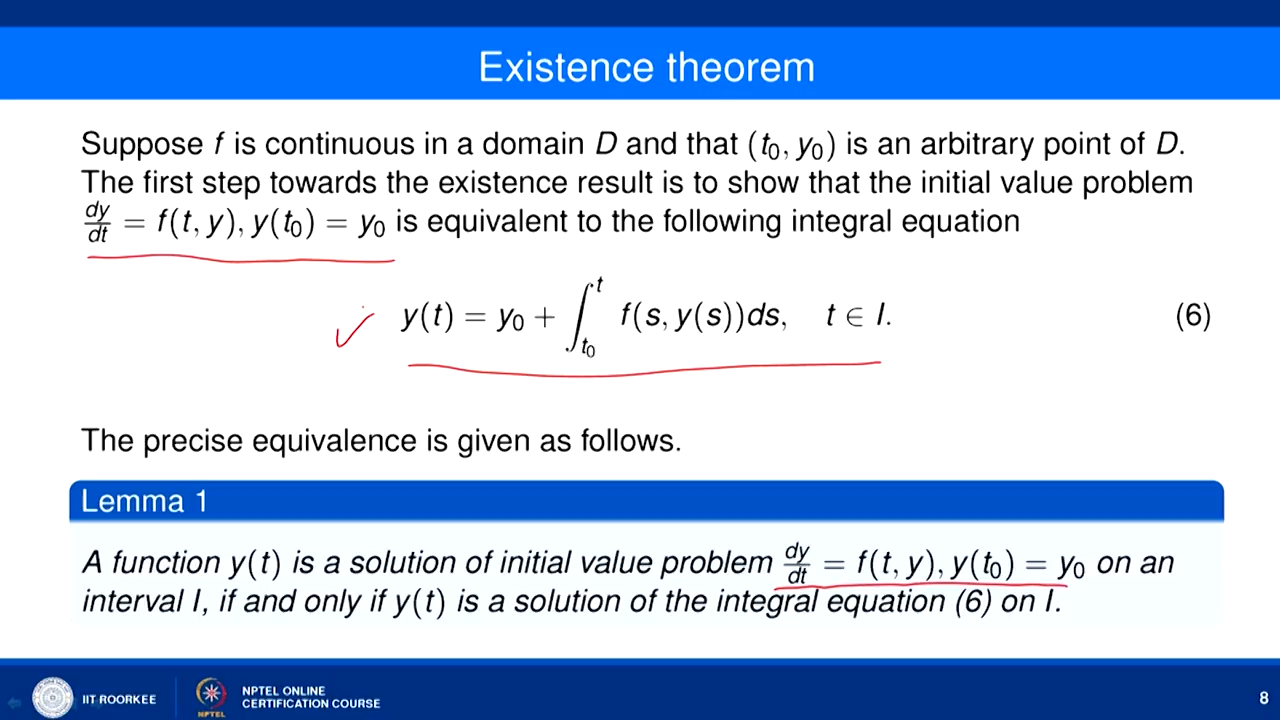 Existence theorem
Suppose f is continuous in a domain D and that (t₀, y₀) is an arbitrary point of D.
The first step towards the existence result is to show that the initial value problem
dy/dt = f(t, y), y(t₀) = y₀ is equivalent to the following integral equation
y(t) = y₀ + ∫_{t₀}^{t} f(s, y(s))ds, t ∈ I. (6)
The precise equivalence is given as follows.
Lemma 1
A function y(t) is a solution of initial value problem dy/dt = f(t, y), y(t₀) = y₀ on an
interval I, if and only if y(t) is a solution of the integral equation (6) on I.
IIT ROORKEE
NPTEL
NPTEL ONLINE
CERTIFICATION COURSE
8